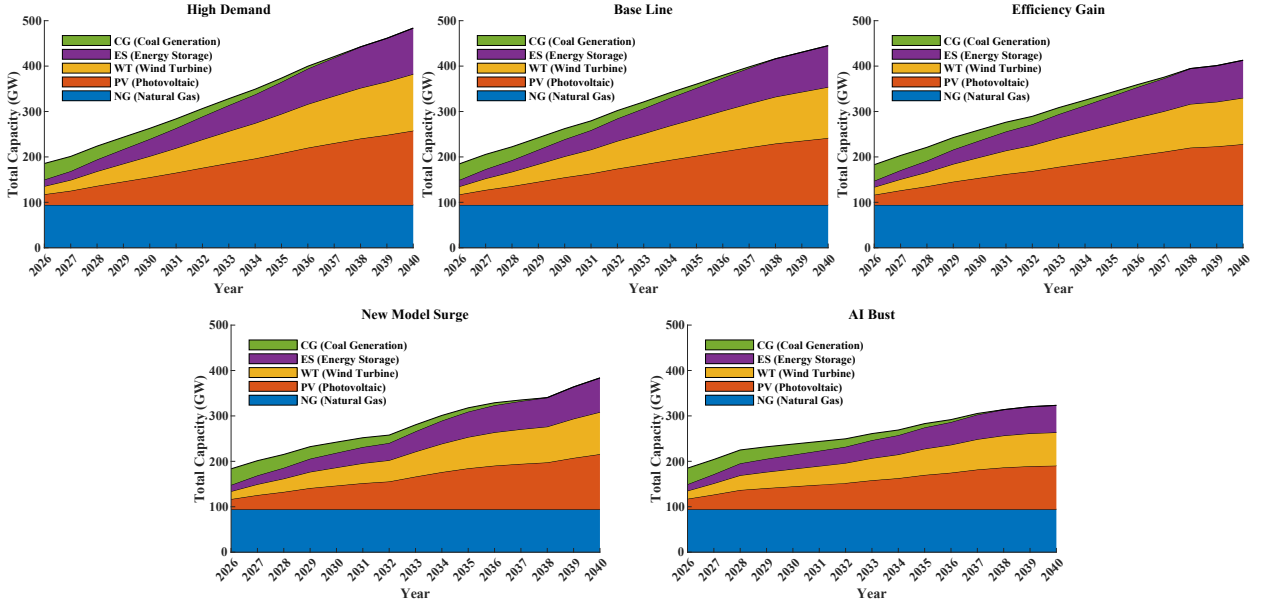 High Demand
Total Capacity (GW)
500
400
300
200
100
0
CG (Coal Generation)
ES (Energy Storage)
WT (Wind Turbine)
PV (Photovoltaic)
NG (Natural Gas)
2026 2027 2028 2029 2030 2031 2032 2033 2034 2035 2036 2037 2038 2039 2040
Year
Base Line
Total Capacity (GW)
500
400
300
200
100
0
CG (Coal Generation)
ES (Energy Storage)
WT (Wind Turbine)
PV (Photovoltaic)
NG (Natural Gas)
2026 2027 2028 2029 2030 2031 2032 2033 2034 2035 2036 2037 2038 2039 2040
Year
Efficiency Gain
Total Capacity (GW)
500
400
300
200
100
0
CG (Coal Generation)
ES (Energy Storage)
WT (Wind Turbine)
PV (Photovoltaic)
NG (Natural Gas)
2026 2027 2028 2029 2030 2031 2032 2033 2034 2035 2036 2037 2038 2039 2040
Year
New Model Surge
Total Capacity (GW)
500
400
300
200
100
0
CG (Coal Generation)
ES (Energy Storage)
WT (Wind Turbine)
PV (Photovoltaic)
NG (Natural Gas)
2026 2027 2028 2029 2030 2031 2032 2033 2034 2035 2036 2037 2038 2039 2040
Year
AI Bust
Total Capacity (GW)
500
400
300
200
100
0
CG (Coal Generation)
ES (Energy Storage)
WT (Wind Turbine)
PV (Photovoltaic)
NG (Natural Gas)
2026 2027 2028 2029 2030 2031 2032 2033 2034 2035 2036 2037 2038 2039 2040
Year